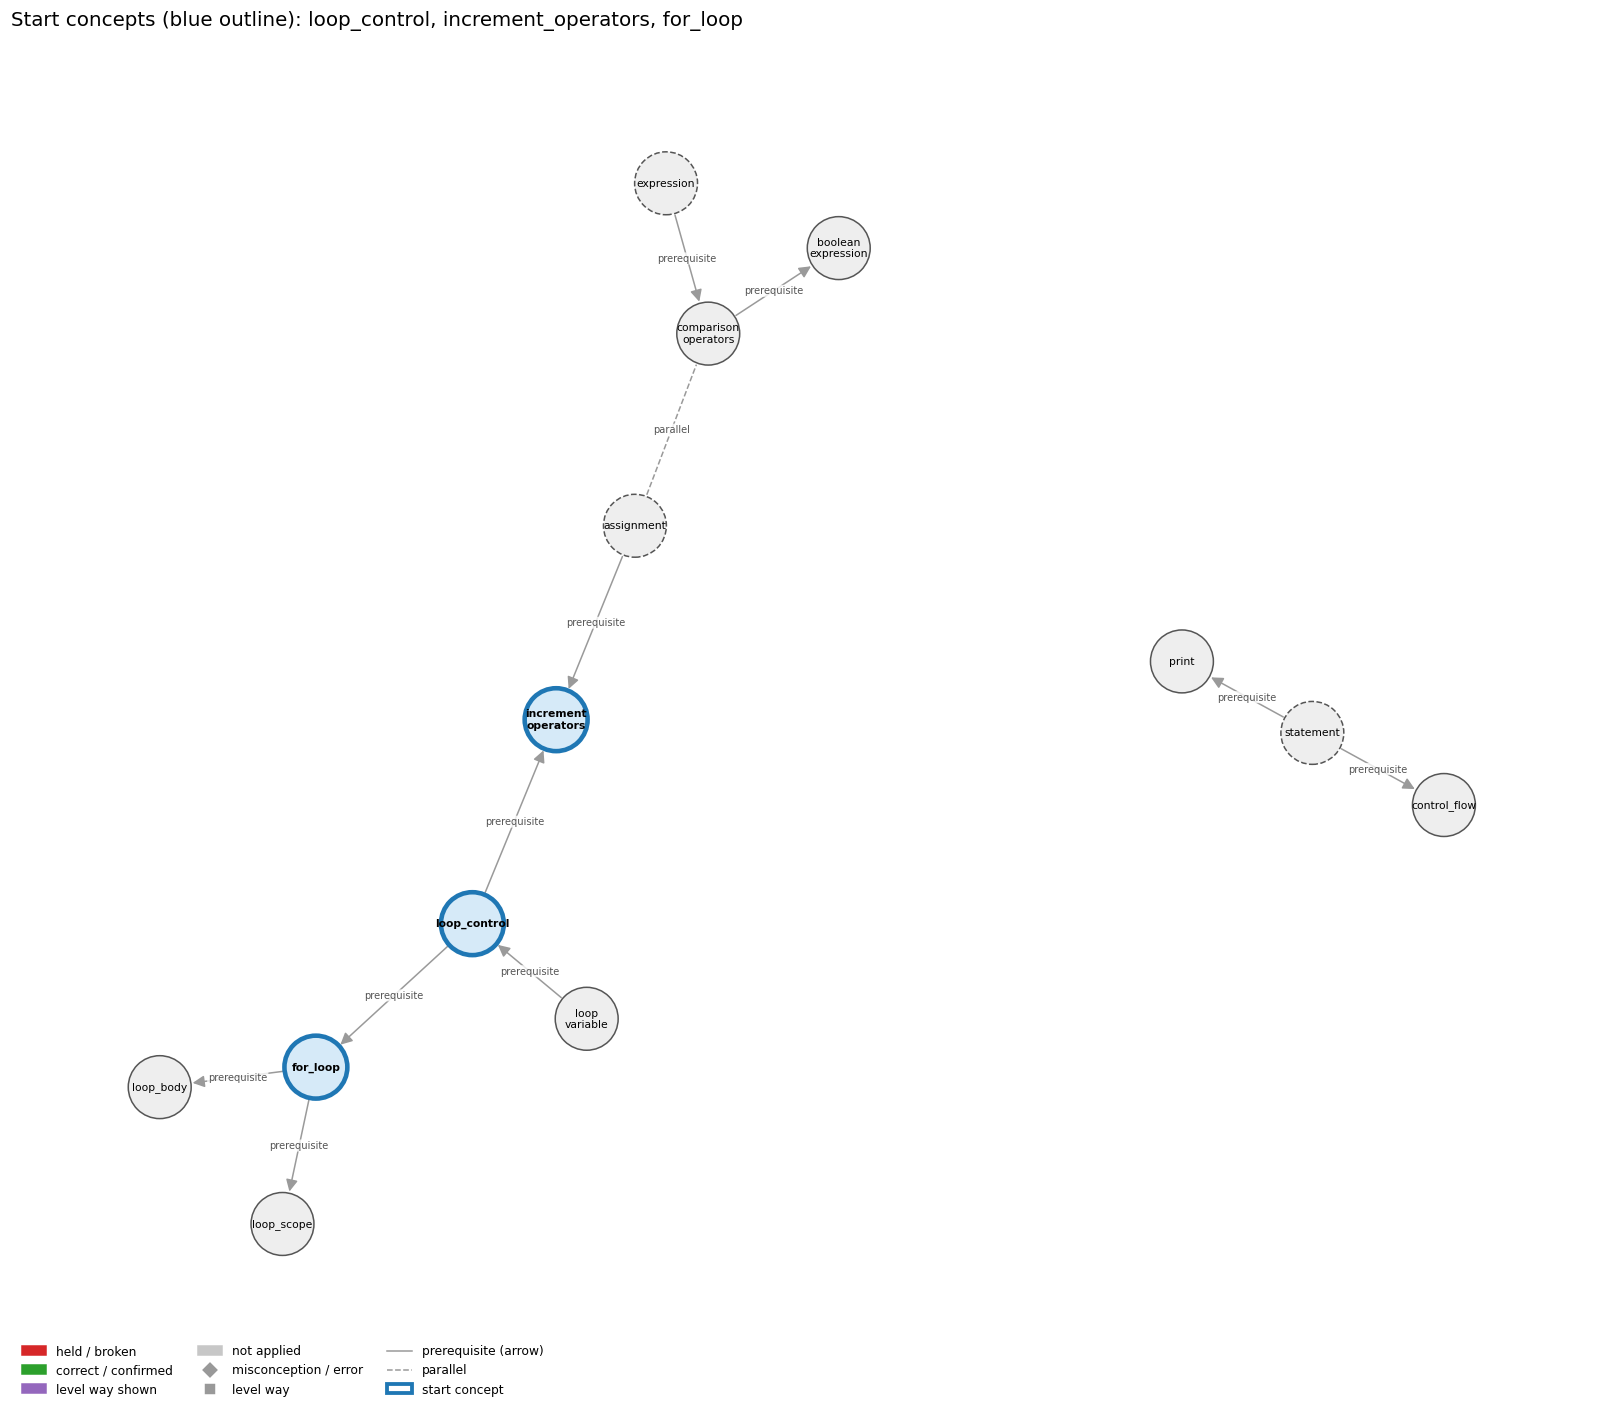 Start concepts (blue outline): loop_control, increment_operators, for_loop
expression
boolean
expression
prerequisite
prerequisite
comparison
operators
parallel
assignment
prerequisite
print
prerequisite
increment
operators
statement
prerequisite
control_flow
prerequisite
loop_control
prerequisite
prerequisite
loop
variable
for_loop
prerequisite
loop_body
prerequisite
loop_scope
held / broken
correct / confirmed
level way shown
not applied
misconception / error
level way
prerequisite (arrow)
parallel
start concept